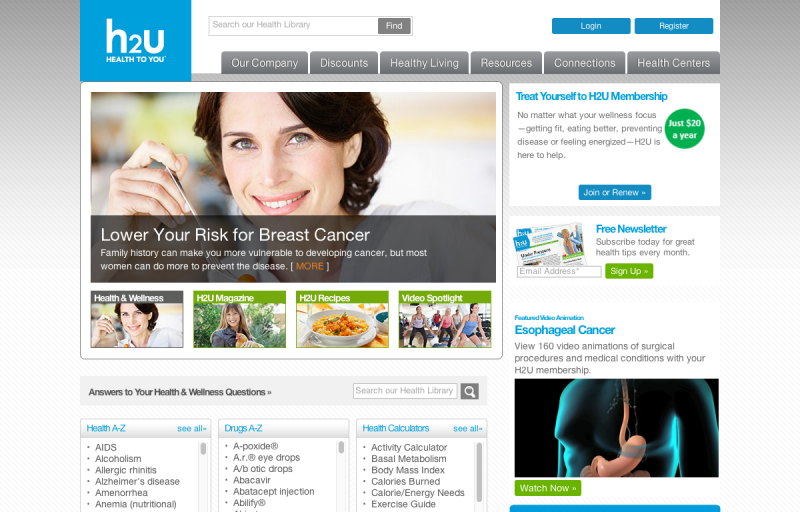 h2U
HEALTH TO YOU
Search our Health Library
Find
Login
Register
Our Company
Discounts
Healthy Living
Resources
Connections
Health Centers
Lower Your Risk for Breast Cancer
Family history can make you more vulnerable to developing cancer, but most
women can do more to prevent the disease. [ MORE ]
Health & Wellness
H2U Magazine
H2U Recipes
Video Spotlight
Treat Yourself to H2U Membership
No matter what your wellness focus
—getting fit, eating better, preventing
disease or feeling energized—H2U is
here to help.
Just $20
a year
Join or Renew »
Free Newsletter
Subscribe today for great
health tips every month.
h2U
Under Pressure
Email Address*
Sign Up »
Featured Video Animation
Esophageal Cancer
View 160 video animations of surgical
procedures and medical conditions with your
H2U membership.
Watch Now »
Answers to Your Health & Wellness Questions »
Search our Health Library
Health A-Z
see all»
AIDS
Alcoholism
Allergic rhinitis
Alzheimer's disease
Amenorrhea
Anemia (nutritional)
Drugs A-Z
A-poxide®
A.r.® eye drops
A/b otic drops
Abacavir
Abatacept injection
Abilify®
Health Calculators
see all»
Activity Calculator
Basal Metabolism
Body Mass Index
Calories Burned
Calorie/Energy Needs
Exercise Guide